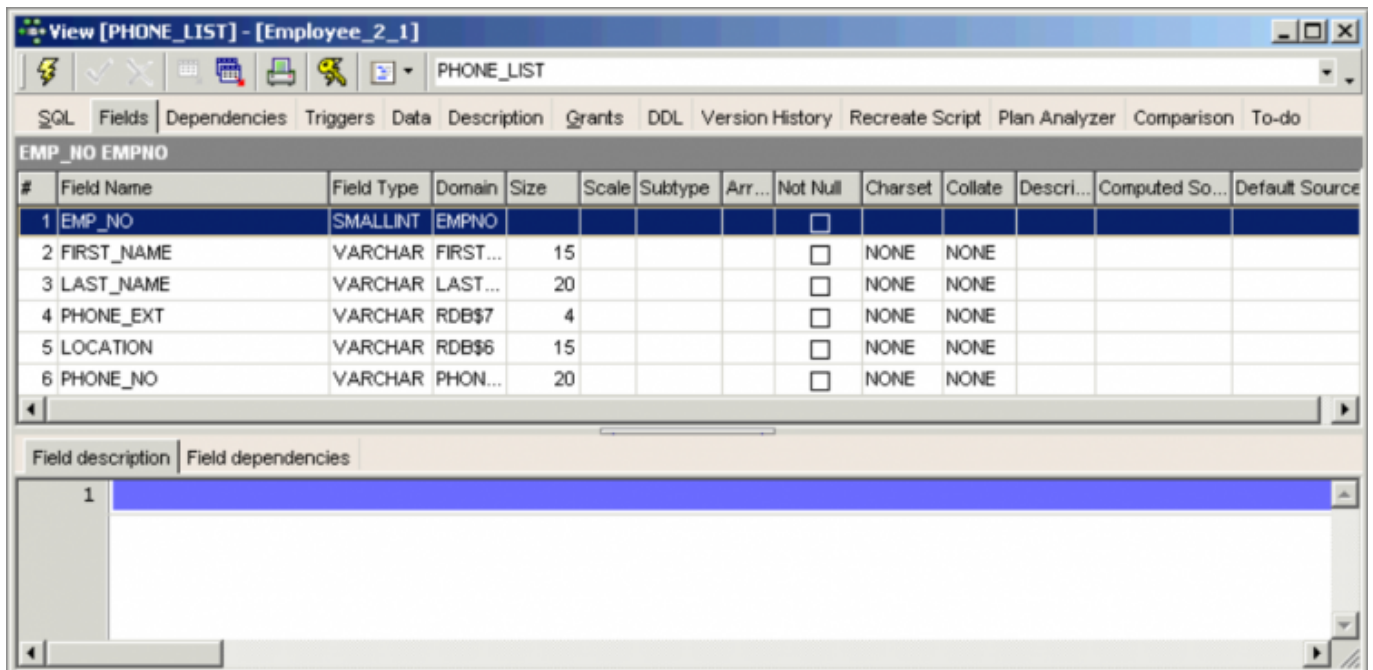 View [PHONE_LIST] - [Employee_2_1]
PHONE_LIST
SQL Fields Dependencies Triggers Data Description Grants DDL Version History Recreate Script Plan Analyzer Comparison To-do
EMP_NO EMPNO
# Field Name Field Type Domain Size Scale Subtype Arr... Not Null Charset Collate Descri... Computed So... Default Source
1 EMP_NO SMALLINT EMPNO
2 FIRST_NAME VARCHAR FIRST... 15 NONE NONE
3 LAST_NAME VARCHAR LAST... 20 NONE NONE
4 PHONE_EXT VARCHAR RDB$7 4 NONE NONE
5 LOCATION VARCHAR RDB$6 15 NONE NONE
6 PHONE_NO VARCHAR PHON... 20 NONE NONE
Field description Field dependencies
1